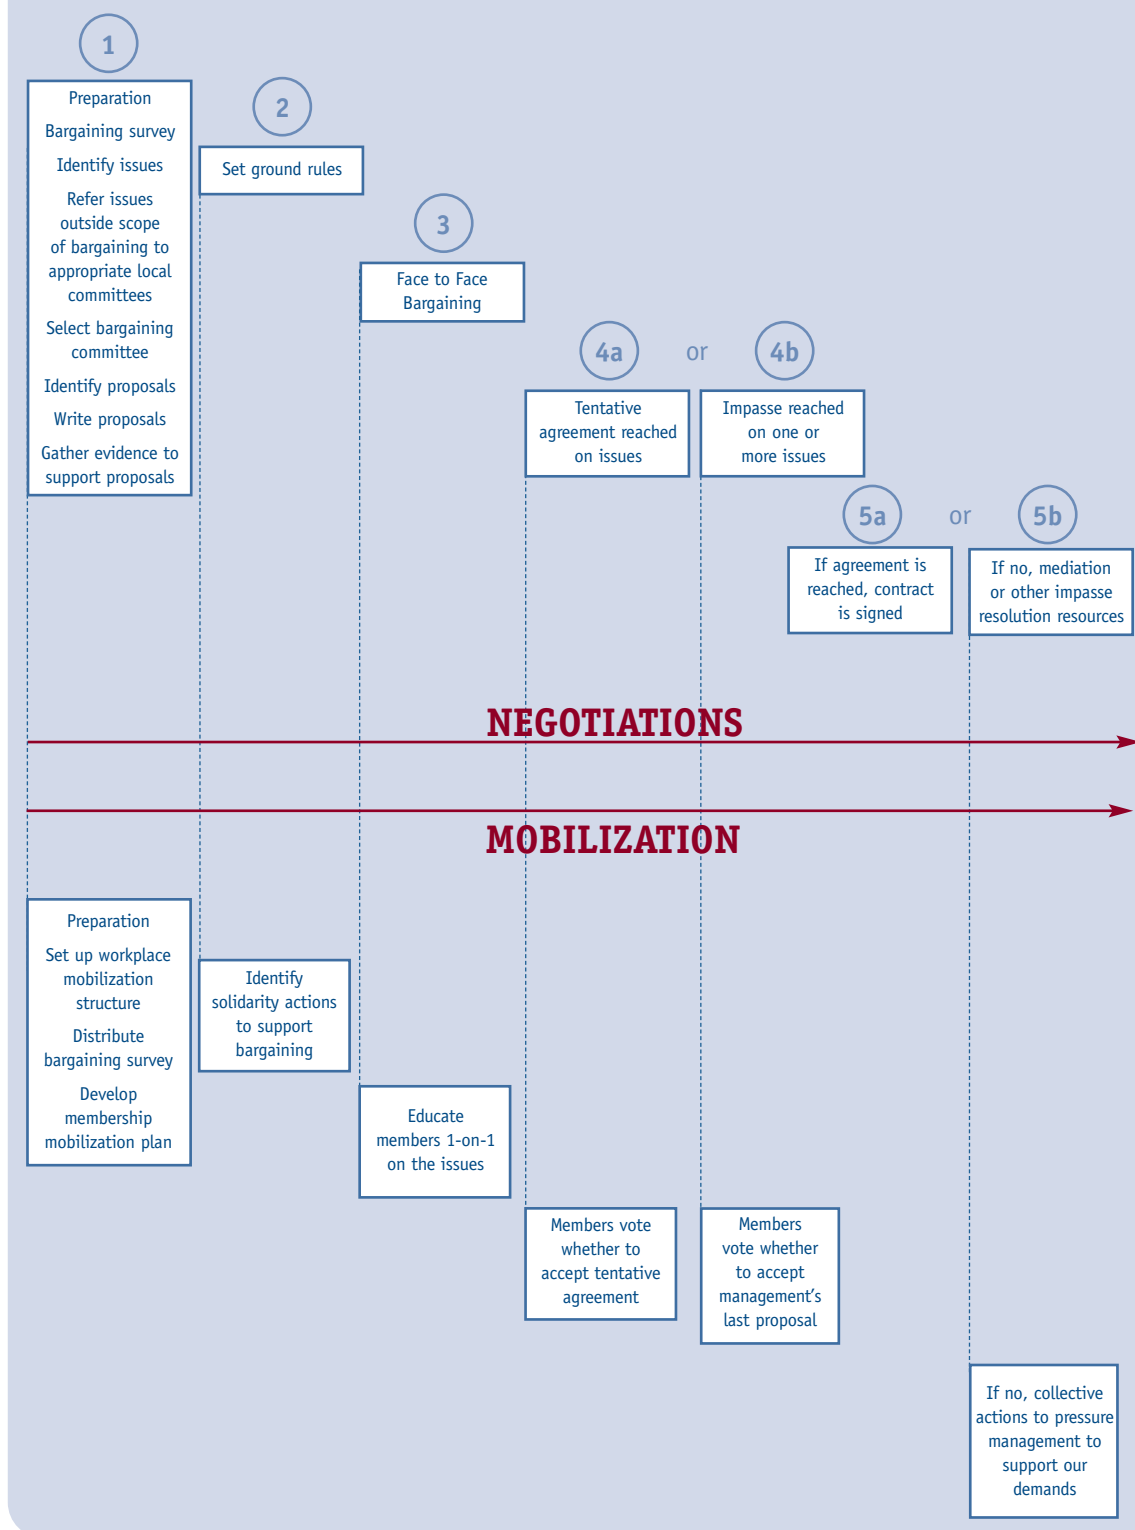 1
Preparation
Bargaining survey
Identify issues
Refer issues
outside scope
of bargaining to
appropriate local
committees
Select bargaining
committee
Identify proposals
Write proposals
Gather evidence to
support proposals
2
Set ground rules
3
Face to Face
Bargaining
4a or 4b
Tentative
agreement reached
on issues
Impasse reached
on one or
more issues
5a or 5b
If agreement is
reached, contract
is signed
If no, mediation
or other impasse
resolution resources
NEGOTIATIONS
MOBILIZATION
Preparation
Set up workplace
mobilization
structure
Distribute
bargaining survey
Develop
membership
mobilization plan
Identify
solidarity actions
to support
bargaining
Educate
members 1-on-1
on the issues
Members vote
whether to
accept tentative
agreement
Members
vote whether
to accept
management’s
last proposal
If no, collective
actions to pressure
management to
support our
demands